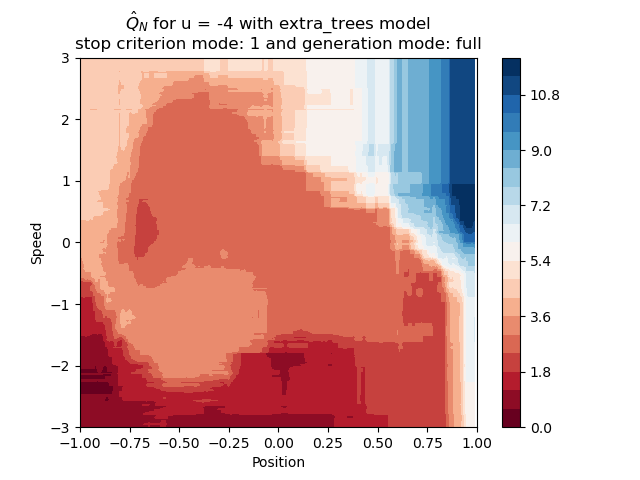 Q̂_N for u = -4 with extra_trees model
stop criterion mode: 1 and generation mode: full
3
2
1
0
−1
−2
−3
Speed
−1.00 −0.75 −0.50 −0.25 0.00 0.25 0.50 0.75 1.00
Position
10.8
9.0
7.2
5.4
3.6
1.8
0.0